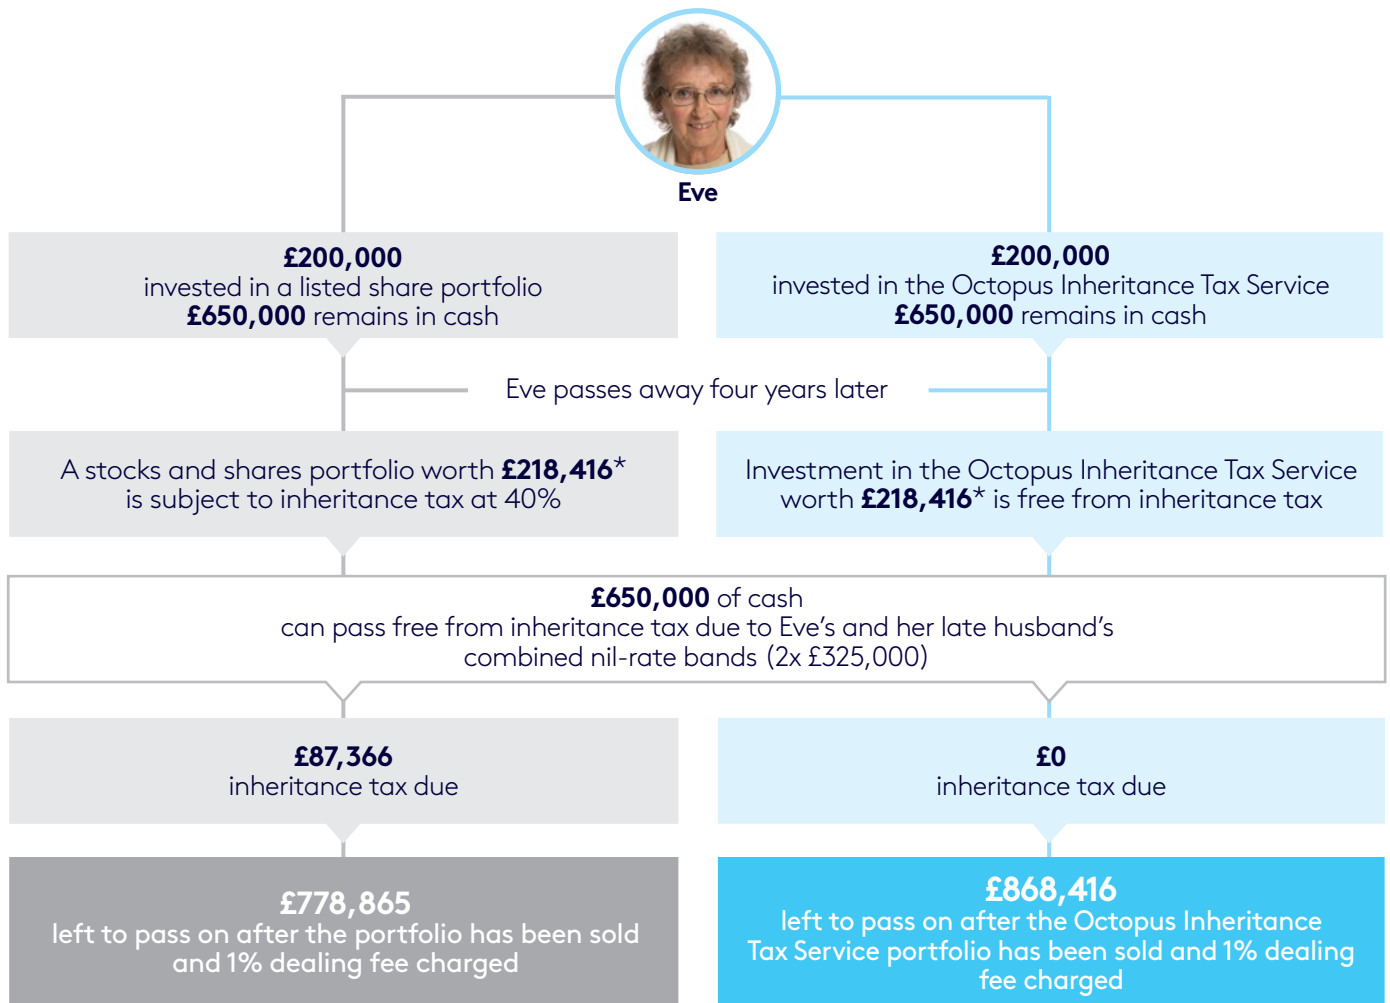 Eve
£200,000
invested in a listed share portfolio
£650,000 remains in cash
£200,000
invested in the Octopus Inheritance Tax Service
£650,000 remains in cash
Eve passes away four years later
A stocks and shares portfolio worth £218,416*
is subject to inheritance tax at 40%
Investment in the Octopus Inheritance Tax Service
worth £218,416* is free from inheritance tax
£650,000 of cash
can pass free from inheritance tax due to Eve’s and her late husband’s
combined nil-rate bands (2x £325,000)
£87,366
inheritance tax due
£0
inheritance tax due
£778,865
left to pass on after the portfolio has been sold
and 1% dealing fee charged
£868,416
left to pass on after the Octopus Inheritance
Tax Service portfolio has been sold and 1% dealing
fee charged